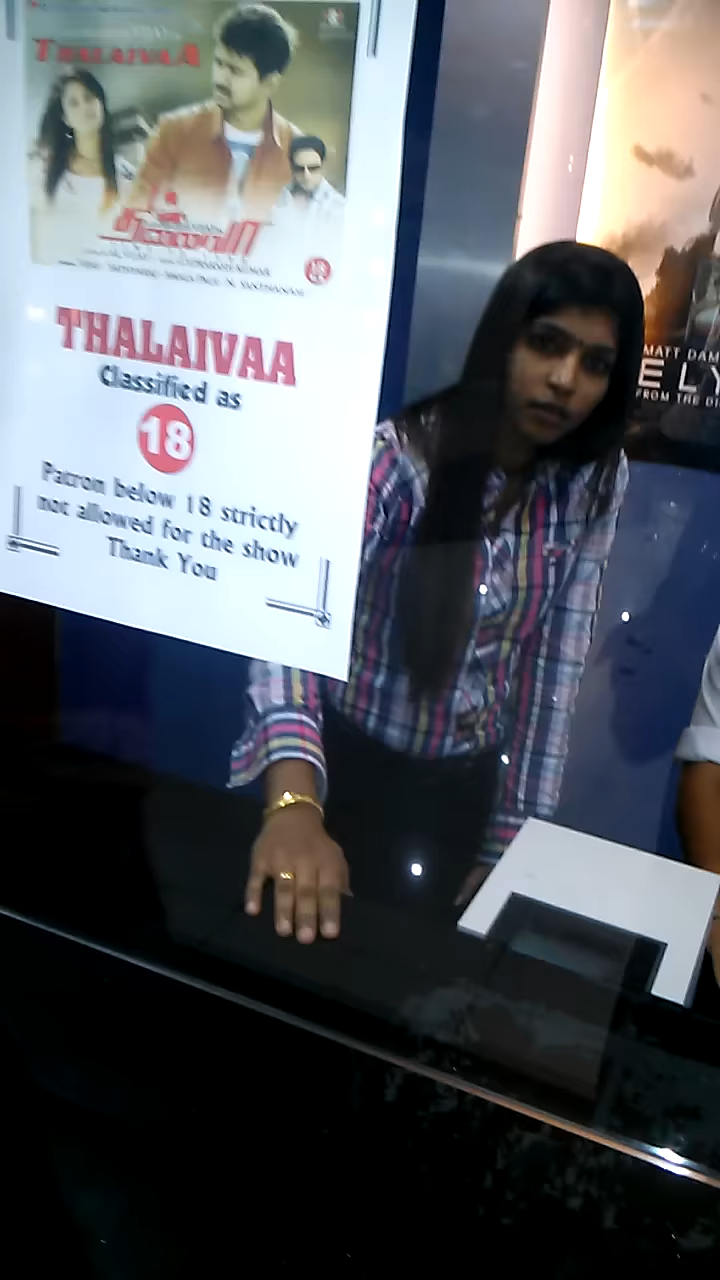 THALAIVAA
தலைவா
THALAIVAA
Classified as
18
Patron below 18 strictly
not allowed for the show
Thank You
MATT DAM
ELY
FROM THE DI